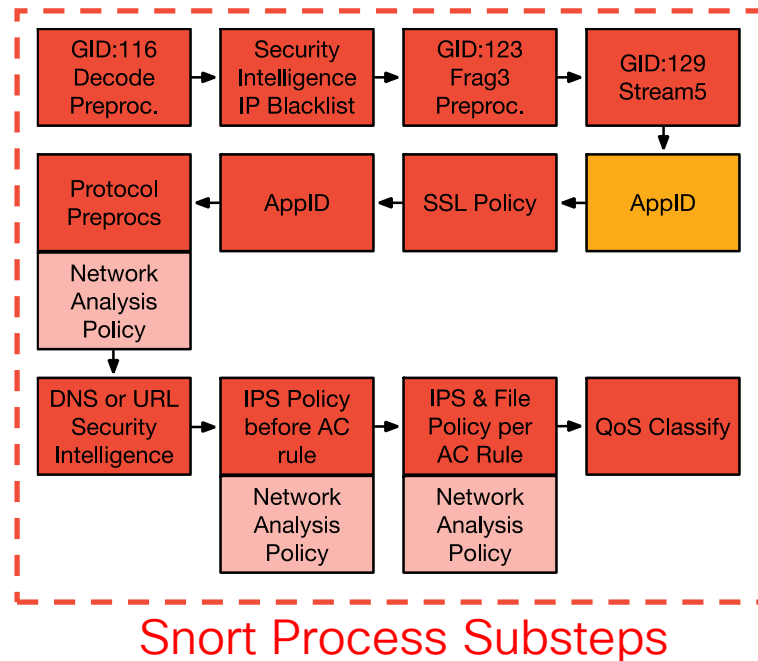 GID:116
Decode
Preproc.
Security
Intelligence
IP Blacklist
GID:123
Frag3
Preproc.
GID:129
Stream5
Protocol
Preprocs
AppID
SSL Policy
AppID
Network
Analysis
Policy
DNS or URL
Security
Intelligence
IPS Policy
before AC
rule
IPS & File
Policy per
AC Rule
QoS Classify
Network
Analysis
Policy
Network
Analysis
Policy
Snort Process Substeps